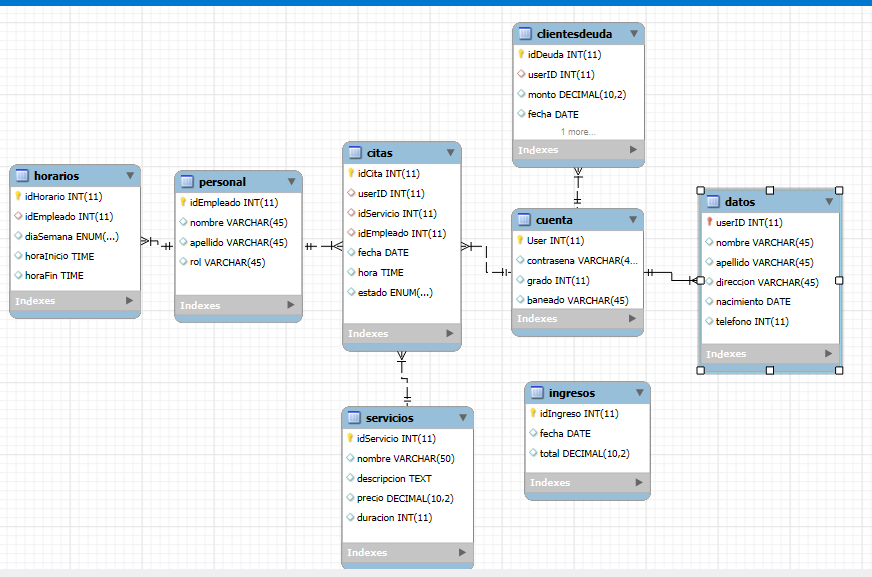 clientesdeuda
idDeuda INT(11)
userID INT(11)
monto DECIMAL(10,2)
fecha DATE
1 more...
Indexes
horarios
idHorario INT(11)
idEmpleado INT(11)
diaSemana ENUM(...)
horaInicio TIME
horaFin TIME
Indexes
personal
idEmpleado INT(11)
nombre VARCHAR(45)
apellido VARCHAR(45)
rol VARCHAR(45)
Indexes
citas
idCita INT(11)
userID INT(11)
idServicio INT(11)
idEmpleado INT(11)
fecha DATE
hora TIME
estado ENUM(...)
Indexes
cuenta
User INT(11)
contrasena VARCHAR(4...
grado INT(11)
baneado VARCHAR(45)
Indexes
datos
userID INT(11)
nombre VARCHAR(45)
apellido VARCHAR(45)
direccion VARCHAR(45)
nacimiento DATE
telefono INT(11)
Indexes
servicios
idServicio INT(11)
nombre VARCHAR(50)
descripcion TEXT
precio DECIMAL(10,2)
duracion INT(11)
Indexes
ingresos
idIngreso INT(11)
fecha DATE
total DECIMAL(10,2)
Indexes